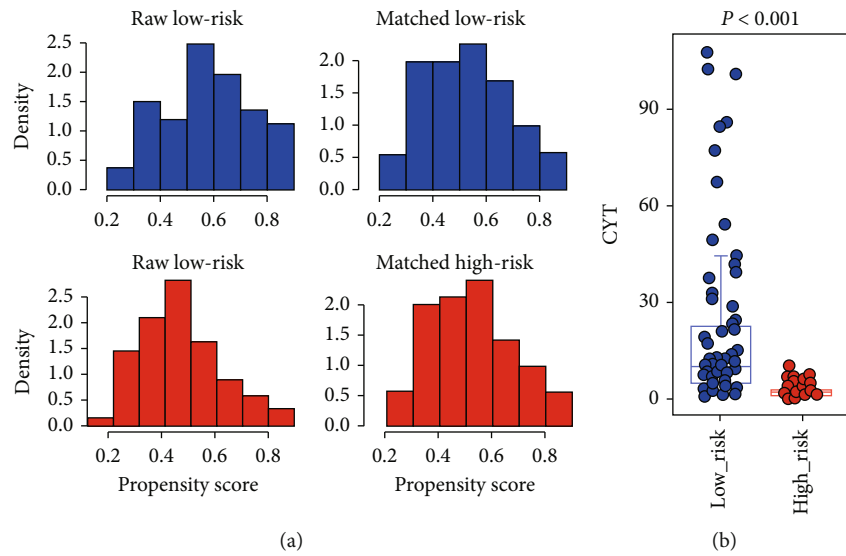 Raw low-risk
Density
2.5
2.0
1.5
1.0
0.5
0.0
0.2 0.4 0.6 0.8
Matched low-risk
2.0
1.5
1.0
0.5
0.0
0.2 0.4 0.6 0.8
Raw low-risk
Density
2.5
2.0
1.5
1.0
0.5
0.0
0.2 0.4 0.6 0.8
Propensity score
Matched high-risk
2.0
1.5
1.0
0.5
0.0
0.2 0.4 0.6 0.8
Propensity score
(a)
P < 0.001
CYT
90
60
30
0
Low_risk
High_risk
(b)